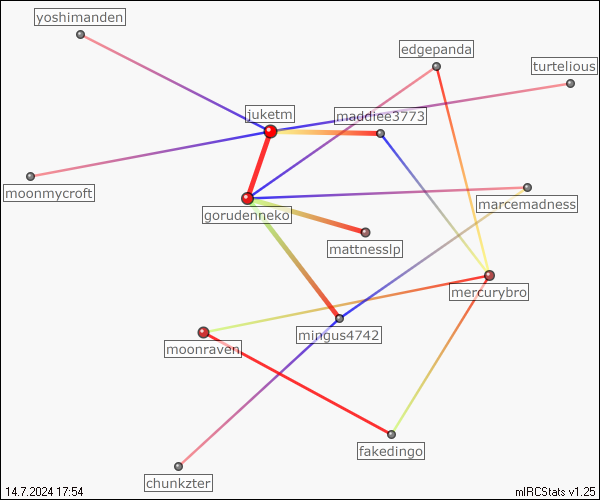 yoshimanden
edgepanda
turtelious
juketm
maddiee3773
moonmycroft
marcemadness
gorudenneko
mattnesslp
mercurybro
mingus4742
moonraven
fakedingo
chunkzter
14.7.2024 17:54
mIRCStats v1.25